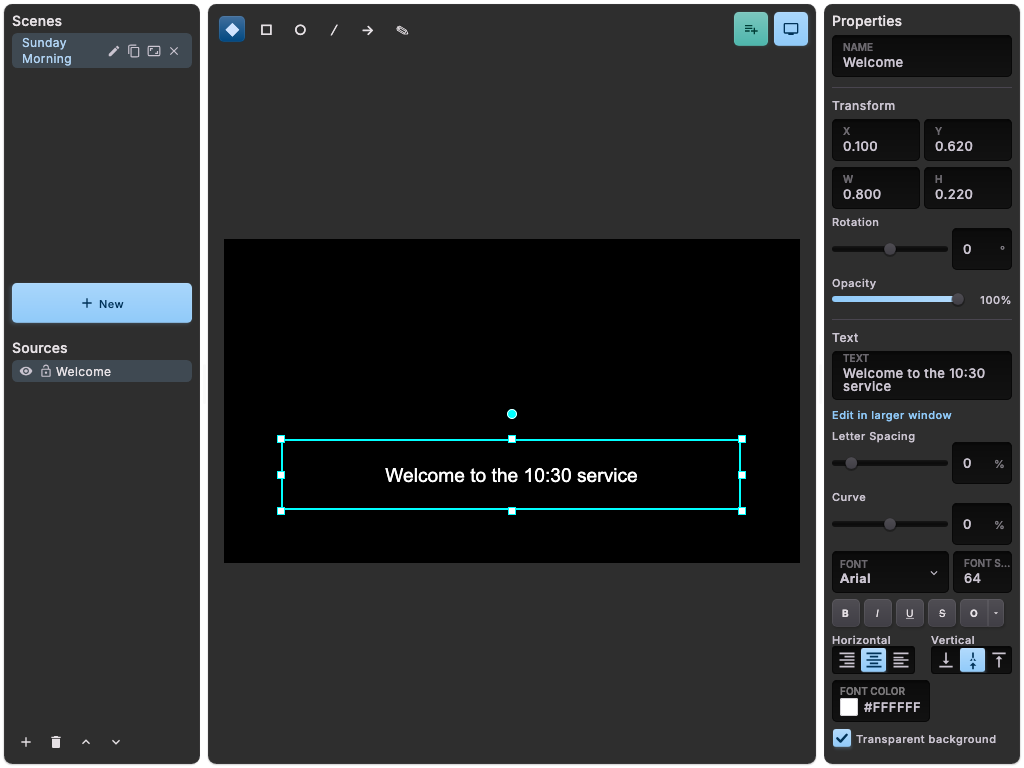 Scenes
Sunday
Morning
+ New
Sources
Welcome
Welcome to the 10:30 service
Properties
NAME
Welcome
Transform
X
0.100
Y
0.620
W
0.800
H
0.220
Rotation
0 °
Opacity
100%
Text
TEXT
Welcome to the 10:30
service
Edit in larger window
Letter Spacing
0 %
Curve
0 %
FONT
Arial
FONT S...
64
B I U S O
Horizontal
Vertical
FONT COLOR
#FFFFFF
Transparent background